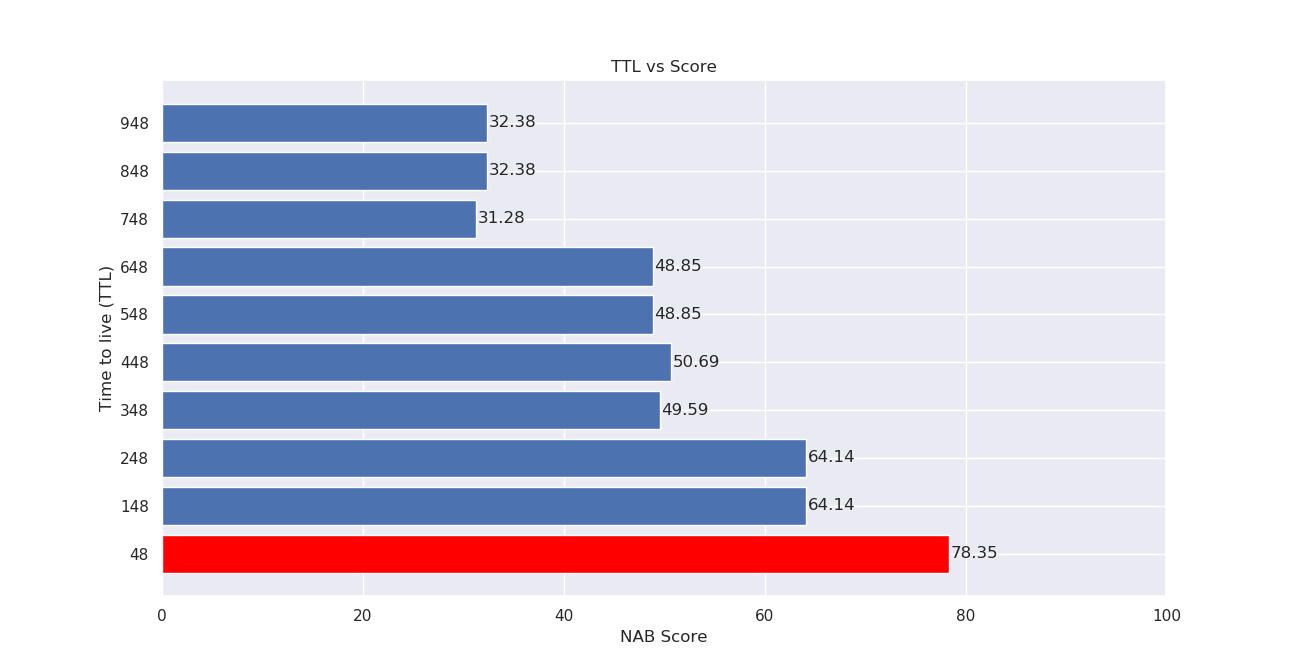 TTL vs Score
Time to live (TTL)
948 32.38
848 32.38
748 31.28
648 48.85
548 48.85
448 50.69
348 49.59
248 64.14
148 64.14
48 78.35
0 20 40 60 80 100
NAB Score